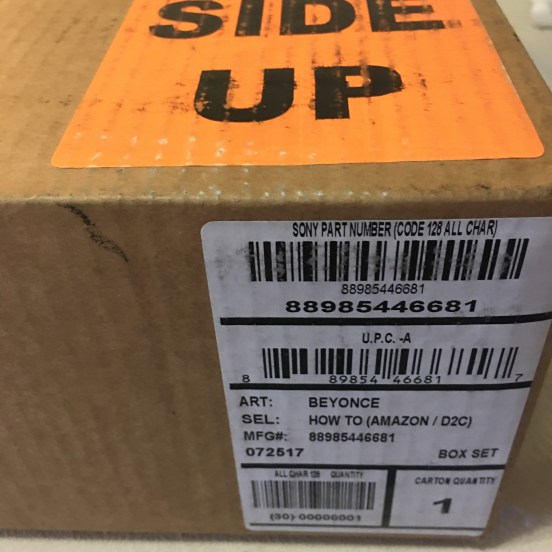 SIDE
UP
SONY PART NUMBER (CODE 128 ALL CHAR)
88985446681
88985446681
U.P.C. -A
8 89854 46681 7
ART: BEYONCE
SEL: HOW TO (AMAZON / D2C)
MFG#: 88985446681
072517 BOX SET
ALL CHAR 128 QUANTITY
(30) 00000001
CARTON QUANTITY
1